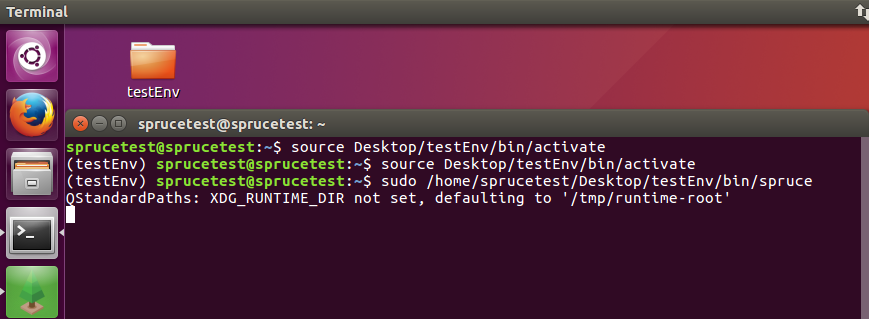 Terminal
testEnv
sprucetest@sprucetest: ~
sprucetest@sprucetest:~$ source Desktop/testEnv/bin/activate
(testEnv) sprucetest@sprucetest:~$ source Desktop/testEnv/bin/activate
(testEnv) sprucetest@sprucetest:~$ sudo /home/sprucetest/Desktop/testEnv/bin/spruce
QStandardPaths: XDG_RUNTIME_DIR not set, defaulting to '/tmp/runtime-root'